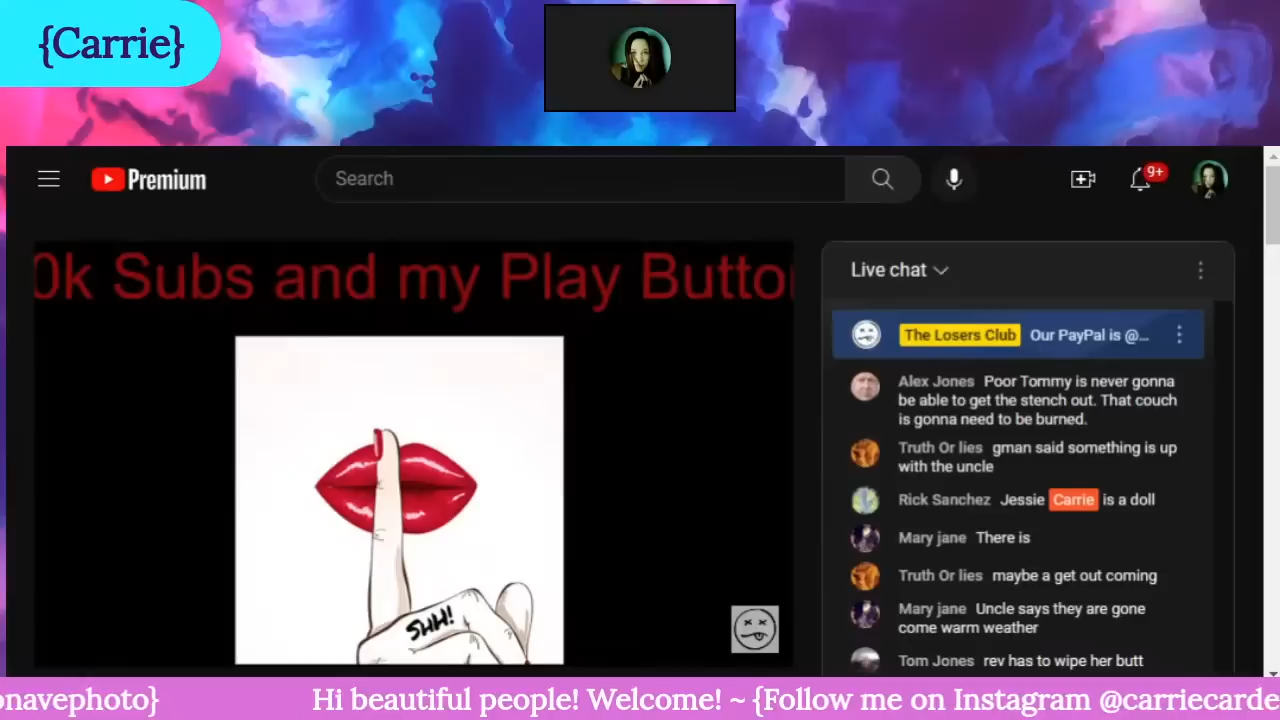 {Carrie}
Premium
Search
9+
0k Subs and my Play Button
Live chat
The Losers Club Our PayPal is @...
Alex Jones Poor Tommy is never gonna
be able to get the stench out. That couch
is gonna need to be burned.
Truth Or lies gman said something is up
with the uncle
Rick Sanchez Jessie Carrie is a doll
Mary jane There is
Truth Or lies maybe a get out coming
Mary jane Uncle says they are gone
come warm weather
Tom Jones rev has to wipe her butt
SHH!
onavephoto} Hi beautiful people! Welcome! ~ {Follow me on Instagram @carriecarde